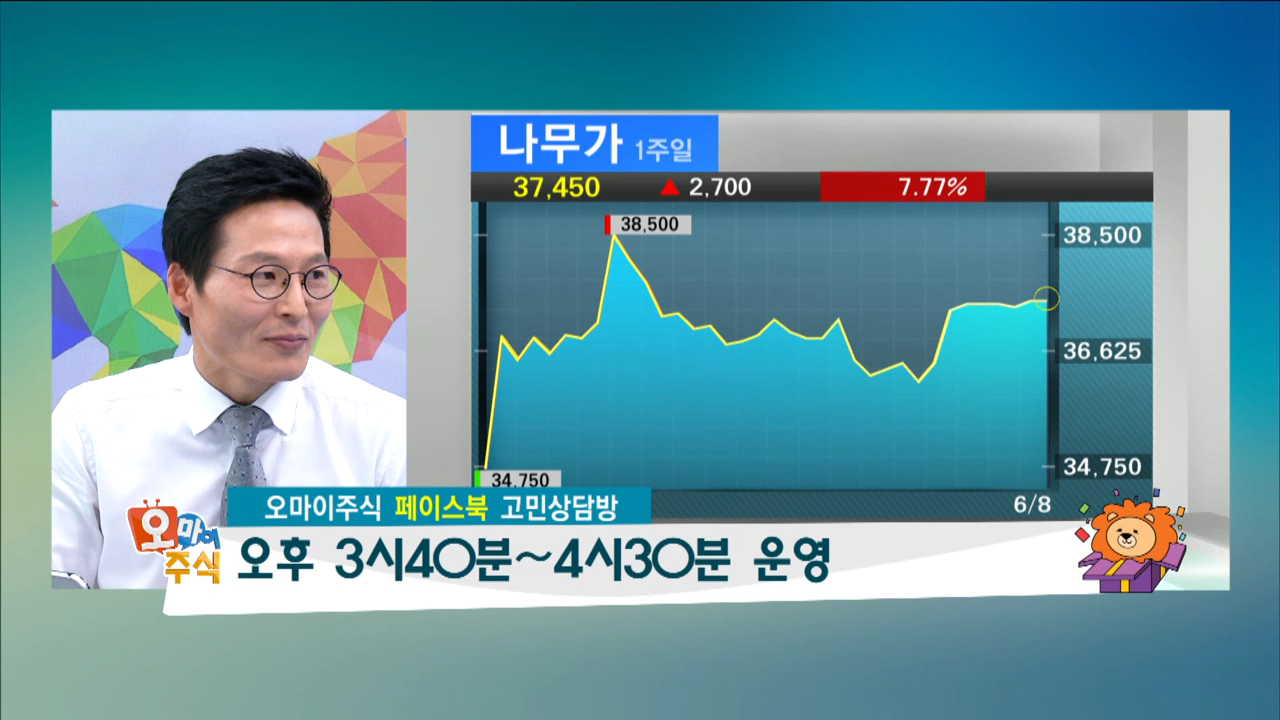 나무가 1주일
37,450 ▲ 2,700 7.77%
38,500
38,500
36,625
34,750
34,750
6/8
오마이주식 페이스북 고민상담방
오마이
주식
오후 3시40분~4시30분 운영